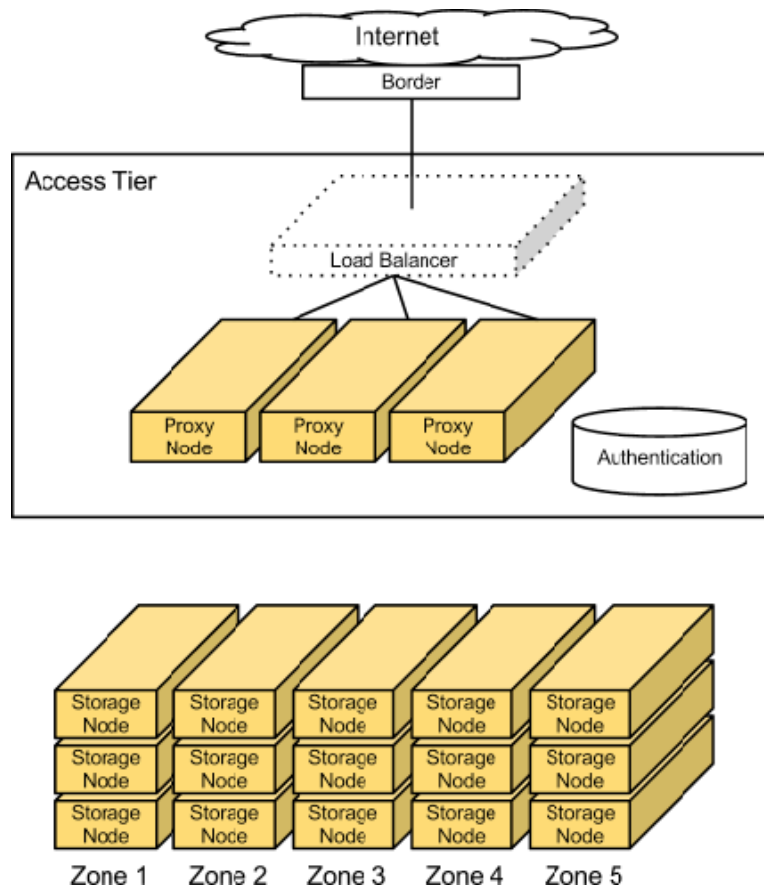 Internet
Border
Access Tier
Load Balancer
Proxy Proxy Proxy
Node Node Node
Authentication
Storage Storage Storage Storage Storage
Node Node Node Node Node
Storage Storage Storage Storage Storage
Node Node Node Node Node
Storage Storage Storage Storage Storage
Node Node Node Node Node
Zone 1 Zone 2 Zone 3 Zone 4 Zone 5